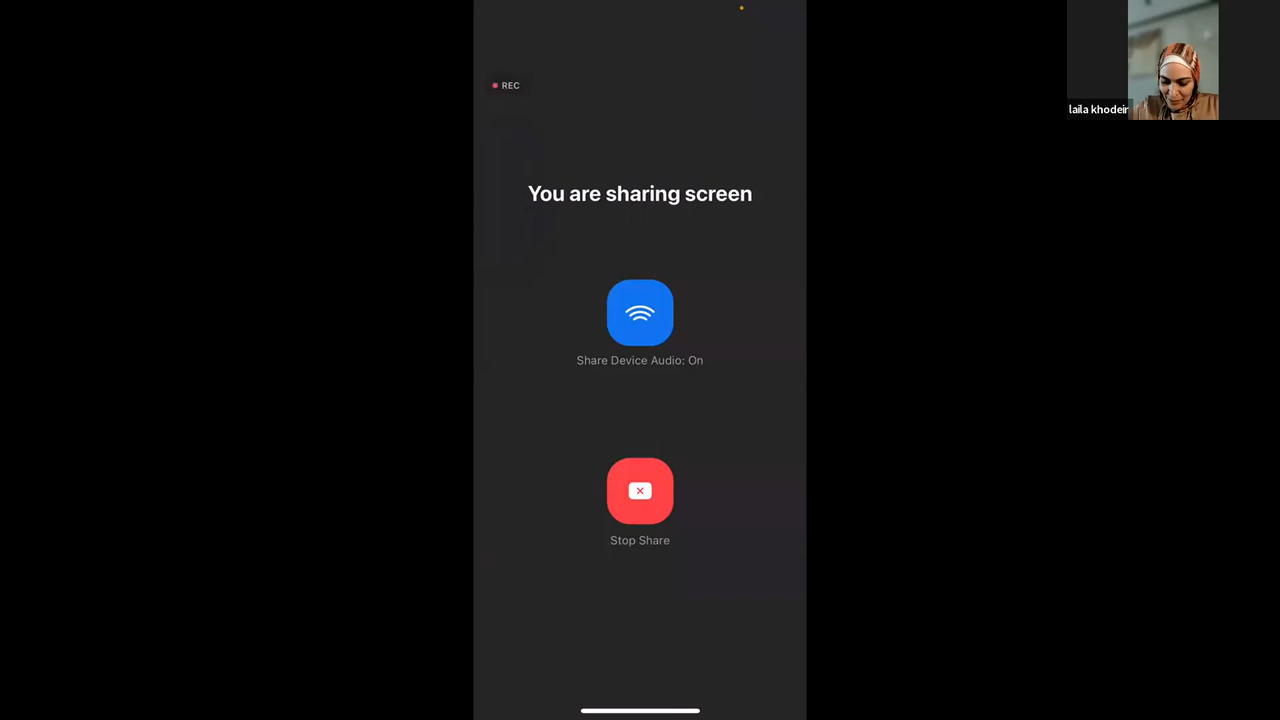 REC
You are sharing screen
Share Device Audio: On
Stop Share
laila khodeir